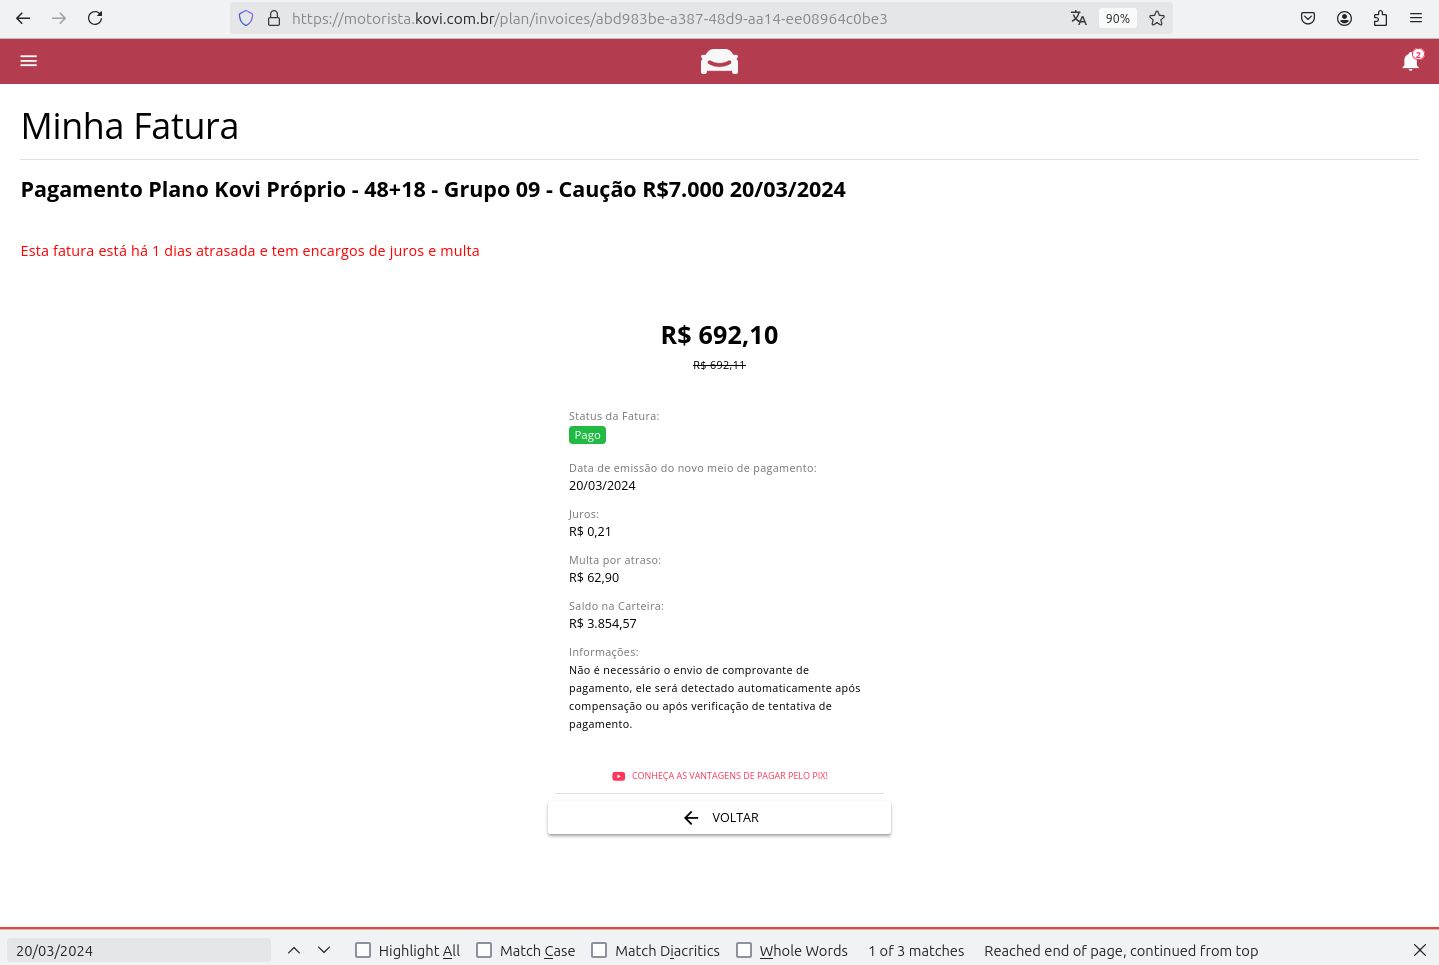 https://motorista.kovi.com.br/plan/invoices/abd983be-a387-48d9-aa14-ee08964c0be3
90%
2
Minha Fatura
Pagamento Plano Kovi Próprio - 48+18 - Grupo 09 - Caução R$7.000 20/03/2024
Esta fatura está há 1 dias atrasada e tem encargos de juros e multa
R$ 692,10
R$ 692,11
Status da Fatura:
Pago
Data de emissão do novo meio de pagamento:
20/03/2024
Juros:
R$ 0,21
Multa por atraso:
R$ 62,90
Saldo na Carteira:
R$ 3.854,57
Informações:
Não é necessário o envio de comprovante de
pagamento, ele será detectado automaticamente após
compensação ou após verificação de tentativa de
pagamento.
CONHEÇA AS VANTAGENS DE PAGAR PELO PIX!
VOLTAR
20/03/2024 Highlight All Match Case Match Diacritics Whole Words 1 of 3 matches Reached end of page, continued from top